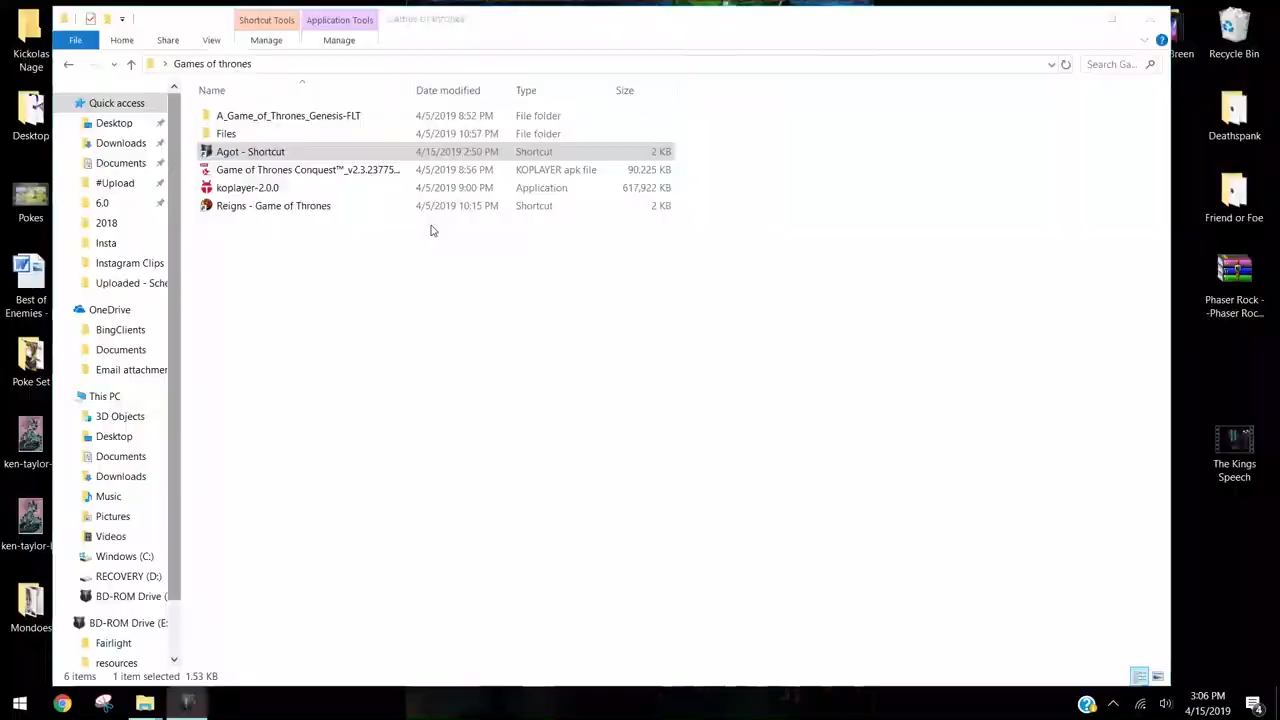 Shortcut Tools
Application Tools
File
Home
Share
View
Manage
Manage
Games of thrones
Search Ga...
Name
Date modified
Type
Size
A_Game_of_Thrones_Genesis-FLT 4/5/2019 8:52 PM File folder
Files 4/5/2019 10:57 PM File folder
Agot - Shortcut 4/15/2019 2:50 PM Shortcut 2 KB
Game of Thrones Conquest™_v2.3.23775... 4/5/2019 8:56 PM KOPLAYER apk file 90,225 KB
koplayer-2.0.0 4/5/2019 9:00 PM Application 617,922 KB
Reigns - Game of Thrones 4/5/2019 10:15 PM Shortcut 2 KB
Quick access
Desktop
Downloads
Documents
#Upload
6.0
2018
Insta
Instagram Clips
Uploaded - Sche
OneDrive
BingClients
Documents
Email attachmen
This PC
3D Objects
Desktop
Documents
Downloads
Music
Pictures
Videos
Windows (C:)
RECOVERY (D:)
BD-ROM Drive (
BD-ROM Drive (E:
Fairlight
resources
6 items
1 item selected 1.53 KB
Kickolas
Nage
Desktop
Pokes
Best of
Enemies -
Poke Set
ken-taylor-
ken-taylor-
Mondoes
Breen
Recycle Bin
Deathspank
Friend or Foe
Phaser Rock -
-Phaser Roc...
The Kings
Speech
3:06 PM
4/15/2019
4